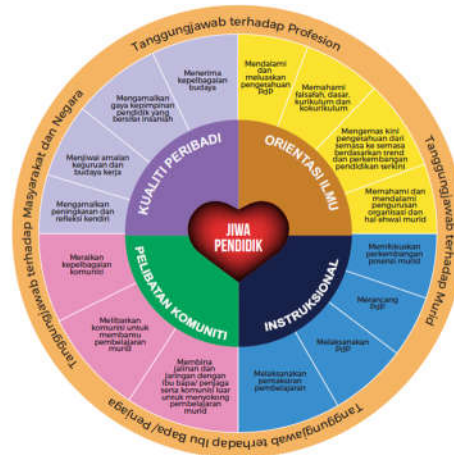 Tanggungjawab terhadap Profesion
Tanggungjawab terhadap Murid
Tanggungjawab terhadap Ibu Bapa/ Penjaga
Tanggungjawab terhadap Masyarakat dan Negara
KUALITI PERIBADI
Menerima
kepelbagaian
budaya
Mengamalkan
gaya kepimpinan
pendidik yang
bersifat insaniah
Menjiwai amalan
keguruan dan
budaya kerja
Mengamalkan
peningkatan dan
refleksi kendiri
ORIENTASI ILMU
Mendalami
dan
meluaskan
pengetahuan
PdP
Memahami
falsafah, dasar,
kurikulum dan
kokurikulum
Mengemas kini
pengetahuan dari
semasa ke semasa
berdasarkan trend
dan perkembangan
pendidikan terkini
Memahami dan
mendalami
pengurusan
organisasi dan
hal ehwal murid
JIWA
PENDIDIK
INSTRUKSIONAL
Memfokuskan
perkembangan
potensi murid
Merancang
PdP
Melaksanakan
PdP
Melaksanakan
pentaksiran
pembelajaran
PELIBATAN KOMUNITI
Meraikan
kepelbagaian
komuniti
Melibatkan
komuniti untuk
membantu
pembelajaran
murid
Membina
jalinan dan
jaringan dengan
ibu bapa/ penjaga
serta komuniti luar
untuk menyokong
pembelajaran
murid